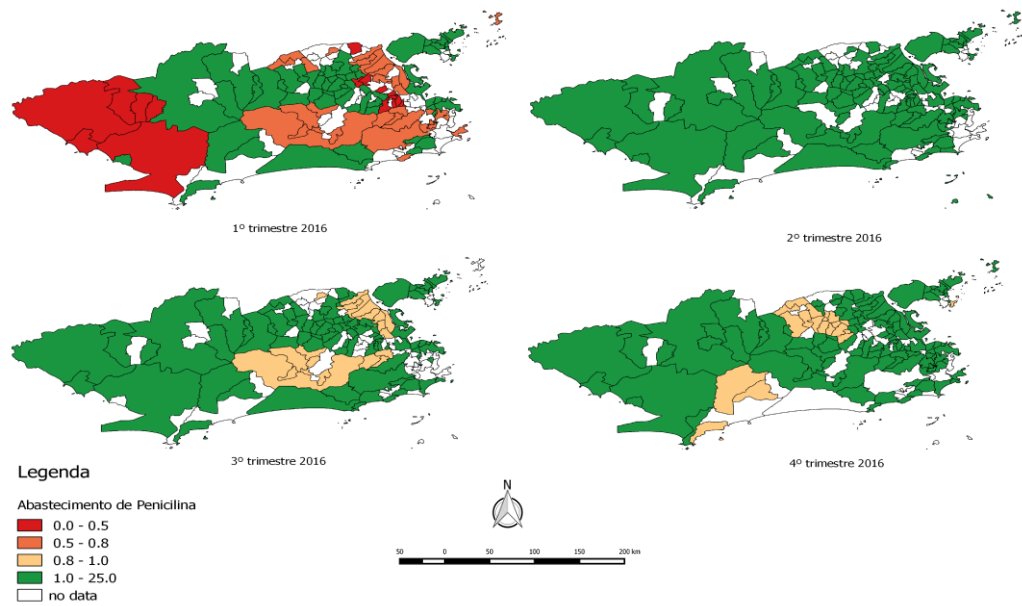 1º trimestre 2016
2º trimestre 2016
3º trimestre 2016
4º trimestre 2016
Legenda
Abastecimento de Penicilina
0.0 - 0.5
0.5 - 0.8
0.8 - 1.0
1.0 - 25.0
no data
N
50 0 50 100 150 200 km